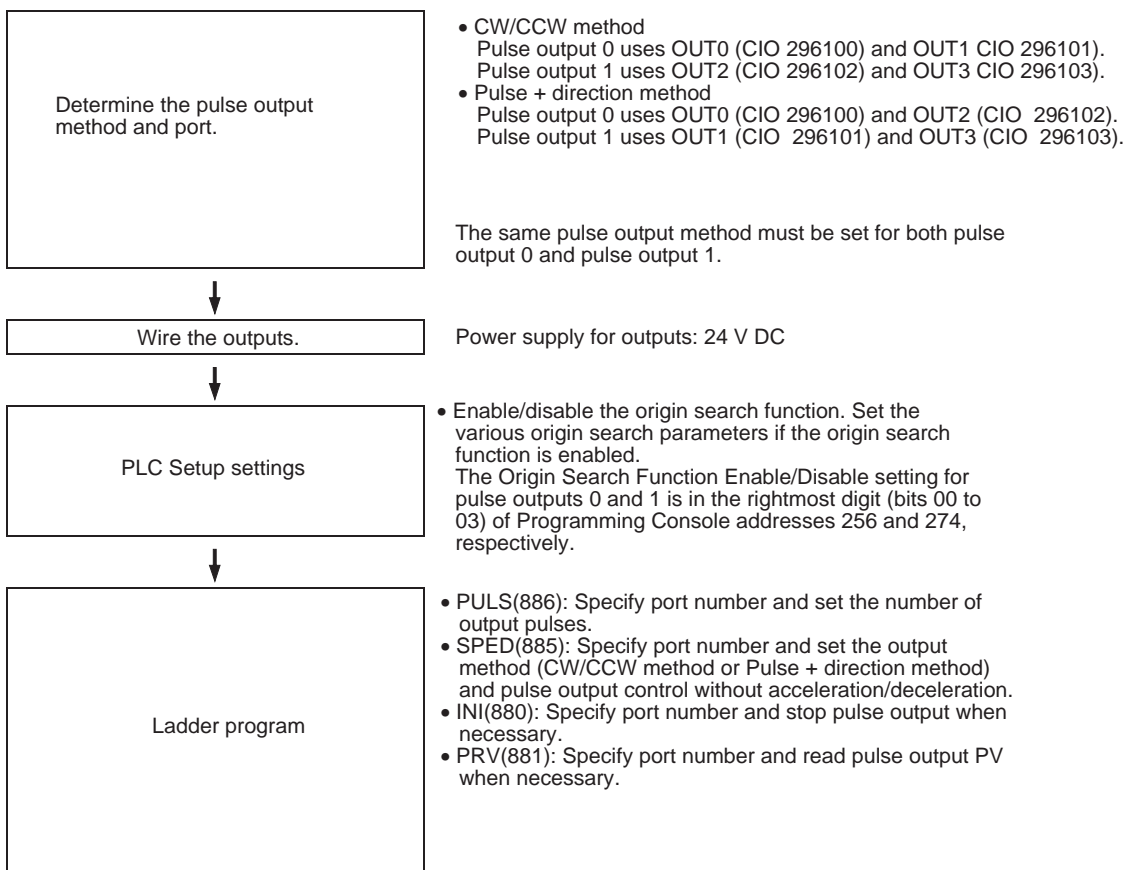 Determine the pulse output
method and port.
• CW/CCW method
Pulse output 0 uses OUT0 (CIO 296100) and OUT1 CIO 296101).
Pulse output 1 uses OUT2 (CIO 296102) and OUT3 CIO 296103).
• Pulse + direction method
Pulse output 0 uses OUT0 (CIO 296100) and OUT2 (CIO 296102).
Pulse output 1 uses OUT1 (CIO 296101) and OUT3 (CIO 296103).
The same pulse output method must be set for both pulse
output 0 and pulse output 1.
Wire the outputs.
Power supply for outputs: 24 V DC
PLC Setup settings
• Enable/disable the origin search function. Set the
various origin search parameters if the origin search
function is enabled.
The Origin Search Function Enable/Disable setting for
pulse outputs 0 and 1 is in the rightmost digit (bits 00 to
03) of Programming Console addresses 256 and 274,
respectively.
Ladder program
• PULS(886): Specify port number and set the number of
output pulses.
• SPED(885): Specify port number and set the output
method (CW/CCW method or Pulse + direction method)
and pulse output control without acceleration/deceleration.
• INI(880): Specify port number and stop pulse output when
necessary.
• PRV(881): Specify port number and read pulse output PV
when necessary.